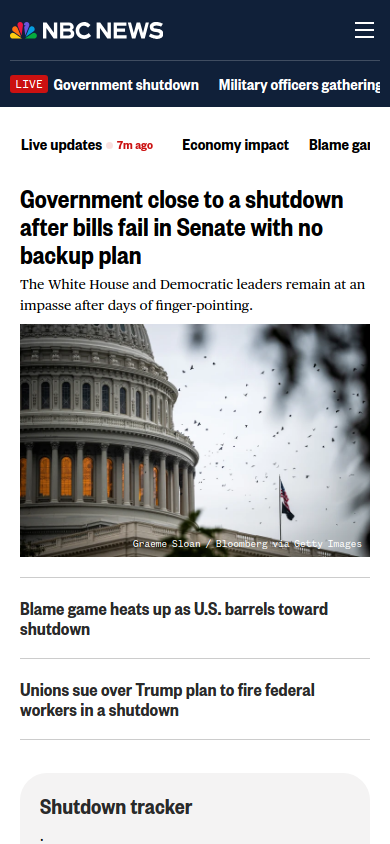 NBC NEWS
LIVE Government shutdown Military officers gathering
Live updates 7m ago Economy impact Blame
Government close to a shutdown
after bills fail in Senate with no
backup plan
The White House and Democratic leaders remain at an
impasse after days of finger-pointing.
Graeme Sloan / Bloomberg via Getty Images
Blame game heats up as U.S. barrels toward
shutdown
Unions sue over Trump plan to fire federal
workers in a shutdown
Shutdown tracker
.